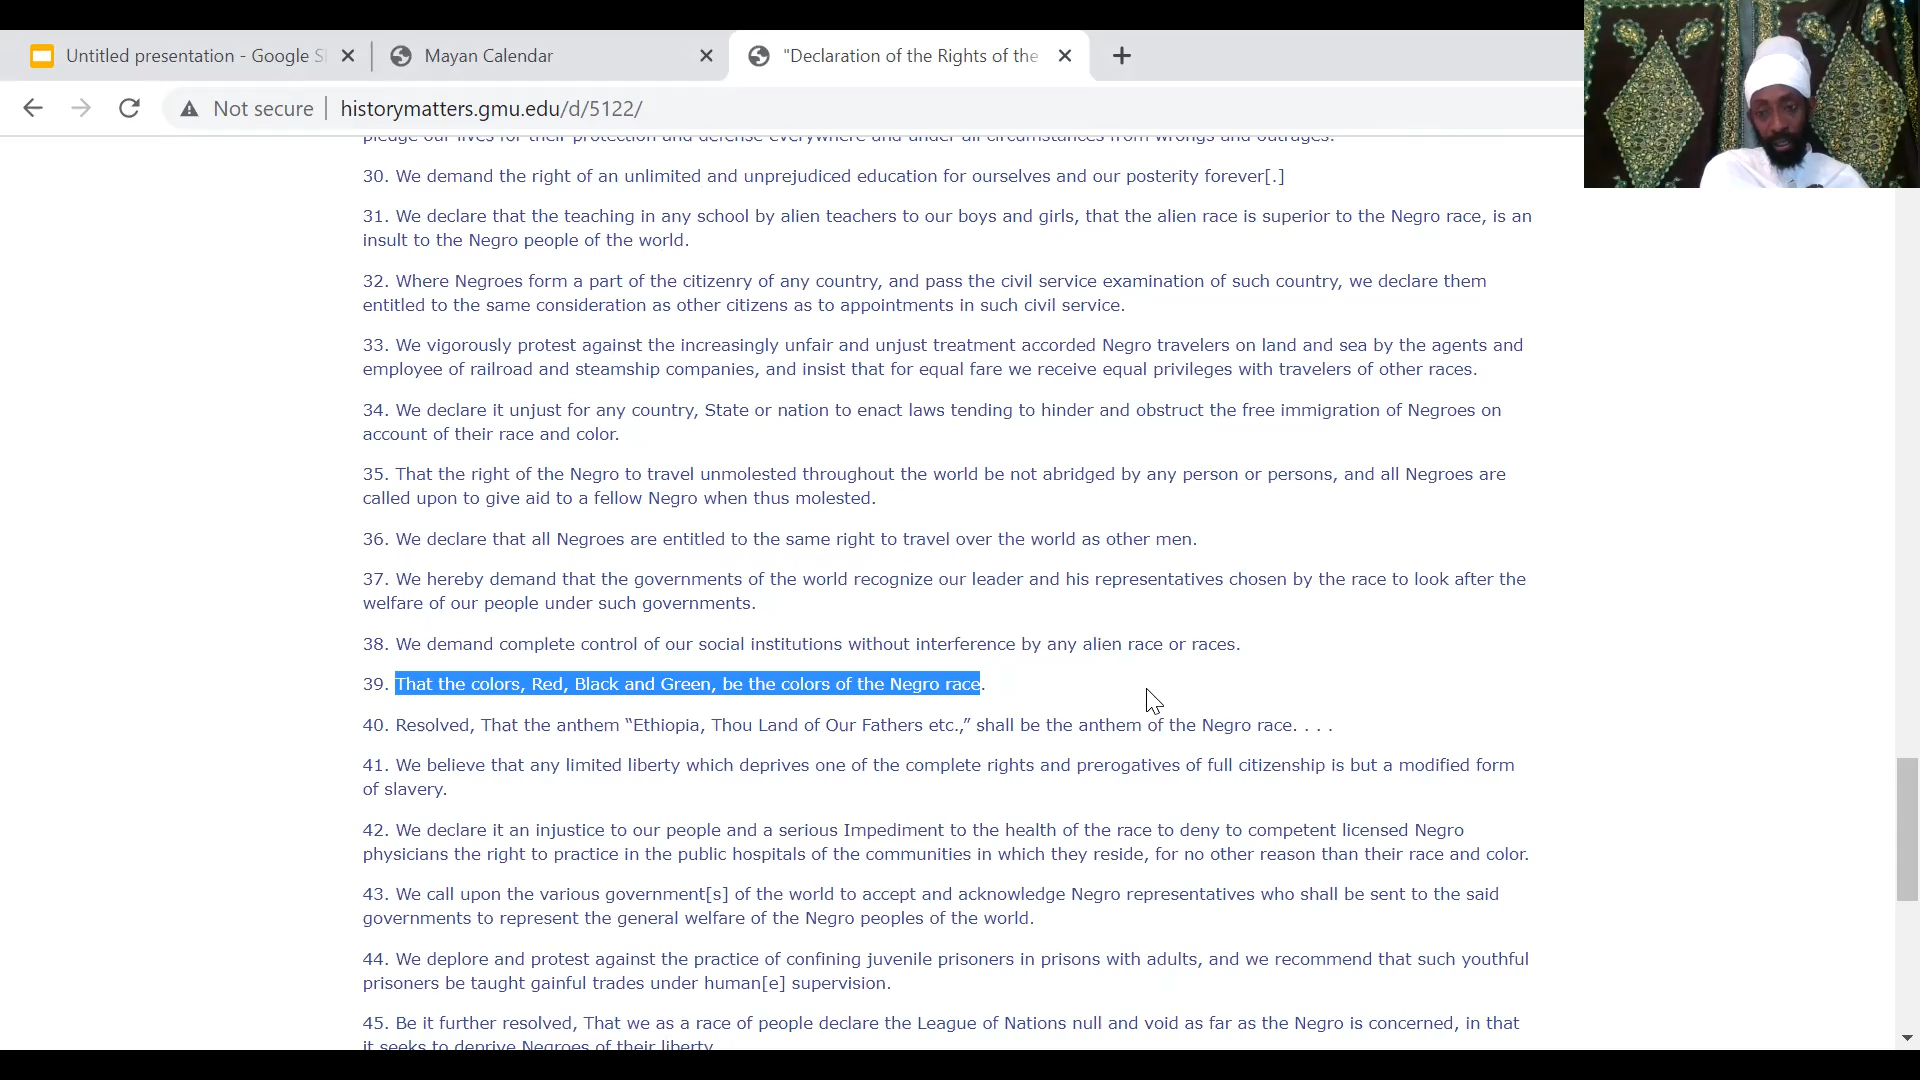 Untitled presentation - Google Sl
Mayan Calendar
"Declaration of the Rights of the
Not secure
historymatters.gmu.edu/d/5122/
pledge our lives for their protection and defense everywhere and under all circumstances from wrongs and outrages.
30. We demand the right of an unlimited and unprejudiced education for ourselves and our posterity forever[.]
31. We declare that the teaching in any school by alien teachers to our boys and girls, that the alien race is superior to the Negro race, is an
insult to the Negro people of the world.
32. Where Negroes form a part of the citizenry of any country, and pass the civil service examination of such country, we declare them
entitled to the same consideration as other citizens as to appointments in such civil service.
33. We vigorously protest against the increasingly unfair and unjust treatment accorded Negro travelers on land and sea by the agents and
employee of railroad and steamship companies, and insist that for equal fare we receive equal privileges with travelers of other races.
34. We declare it unjust for any country, State or nation to enact laws tending to hinder and obstruct the free immigration of Negroes on
account of their race and color.
35. That the right of the Negro to travel unmolested throughout the world be not abridged by any person or persons, and all Negroes are
called upon to give aid to a fellow Negro when thus molested.
36. We declare that all Negroes are entitled to the same right to travel over the world as other men.
37. We hereby demand that the governments of the world recognize our leader and his representatives chosen by the race to look after the
welfare of our people under such governments.
38. We demand complete control of our social institutions without interference by any alien race or races.
39. That the colors, Red, Black and Green, be the colors of the Negro race.
40. Resolved, That the anthem “Ethiopia, Thou Land of Our Fathers etc.,” shall be the anthem of the Negro race. . . .
41. We believe that any limited liberty which deprives one of the complete rights and prerogatives of full citizenship is but a modified form
of slavery.
42. We declare it an injustice to our people and a serious Impediment to the health of the race to deny to competent licensed Negro
physicians the right to practice in the public hospitals of the communities in which they reside, for no other reason than their race and color.
43. We call upon the various government[s] of the world to accept and acknowledge Negro representatives who shall be sent to the said
governments to represent the general welfare of the Negro peoples of the world.
44. We deplore and protest against the practice of confining juvenile prisoners in prisons with adults, and we recommend that such youthful
prisoners be taught gainful trades under human[e] supervision.
45. Be it further resolved, That we as a race of people declare the League of Nations null and void as far as the Negro is concerned, in that
it seeks to deprive Negroes of their liberty.